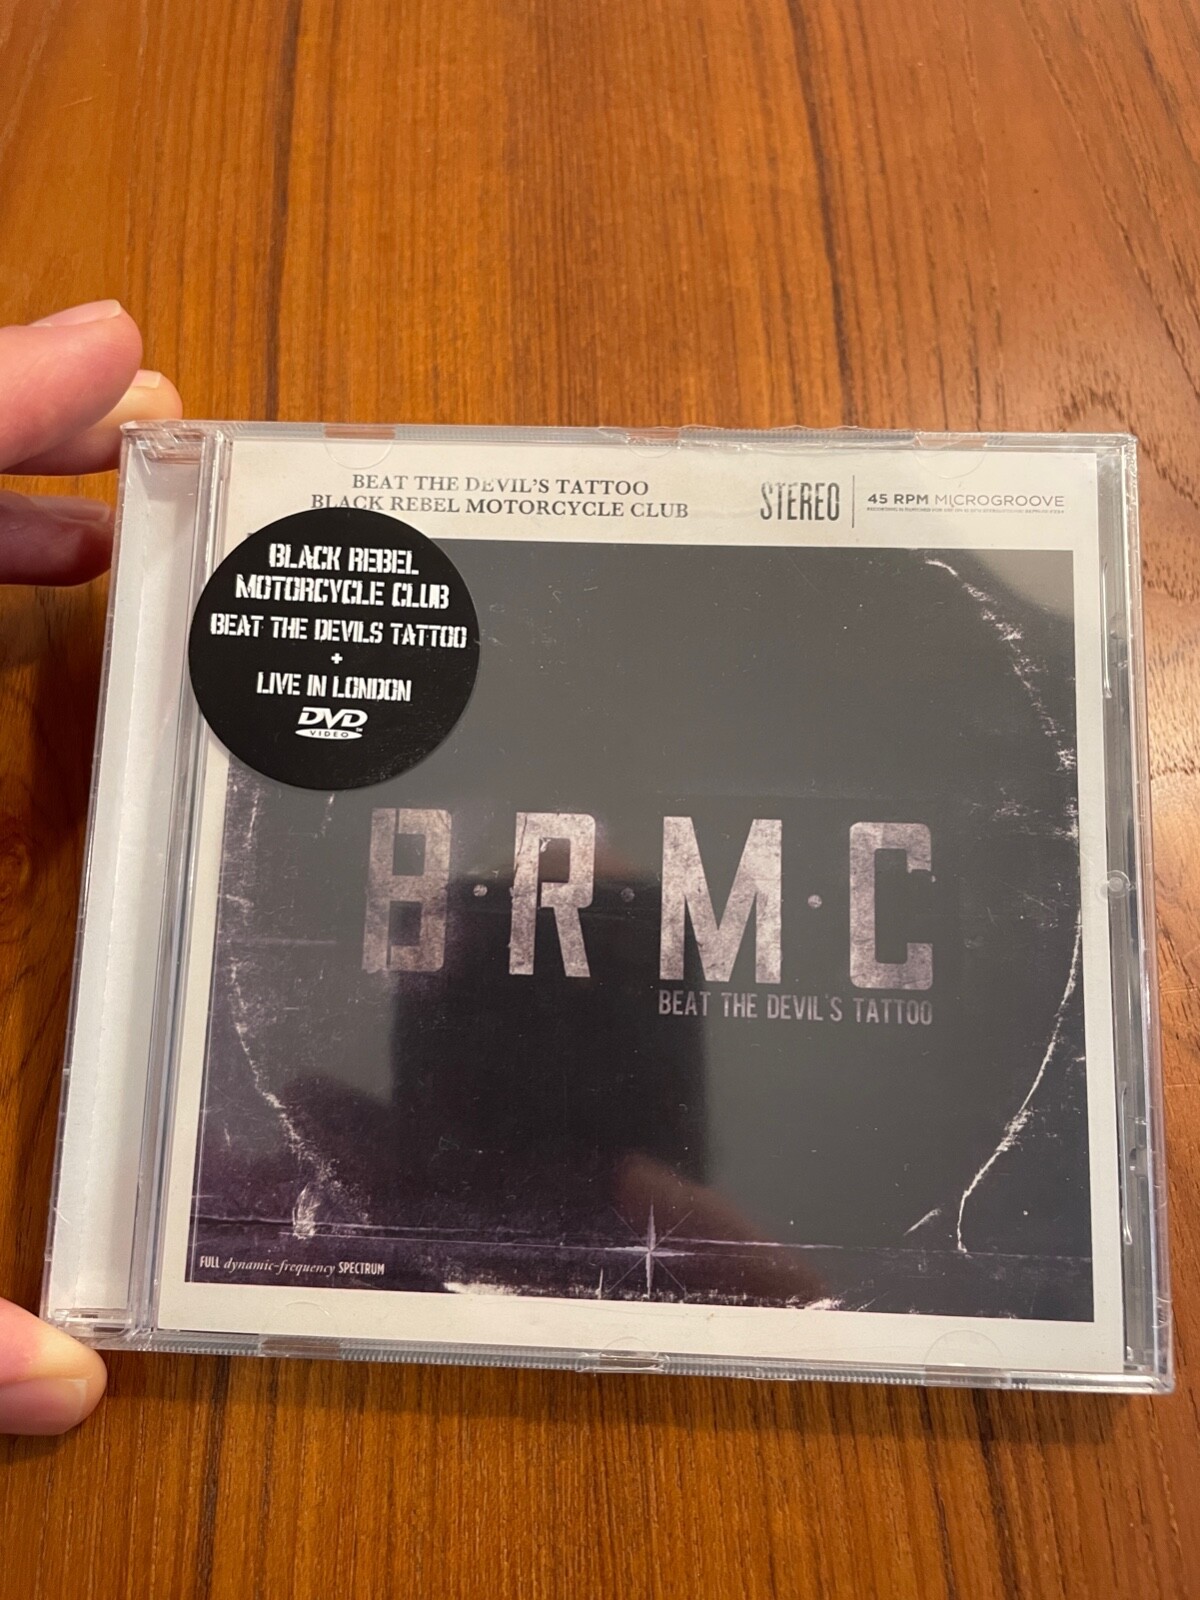 BEAT THE DEVIL'S TATTOO
BLACK REBEL MOTORCYCLE CLUB
STEREO
45 RPM MICROGROOVE
BLACK REBEL
MOTORCYCLE CLUB
BEAT THE DEVILS TATTOO
+
LIVE IN LONDON
DVD
VIDEO
B·R·M·C
BEAT THE DEVIL'S TATTOO
FULL dynamic-frequency SPECTRUM